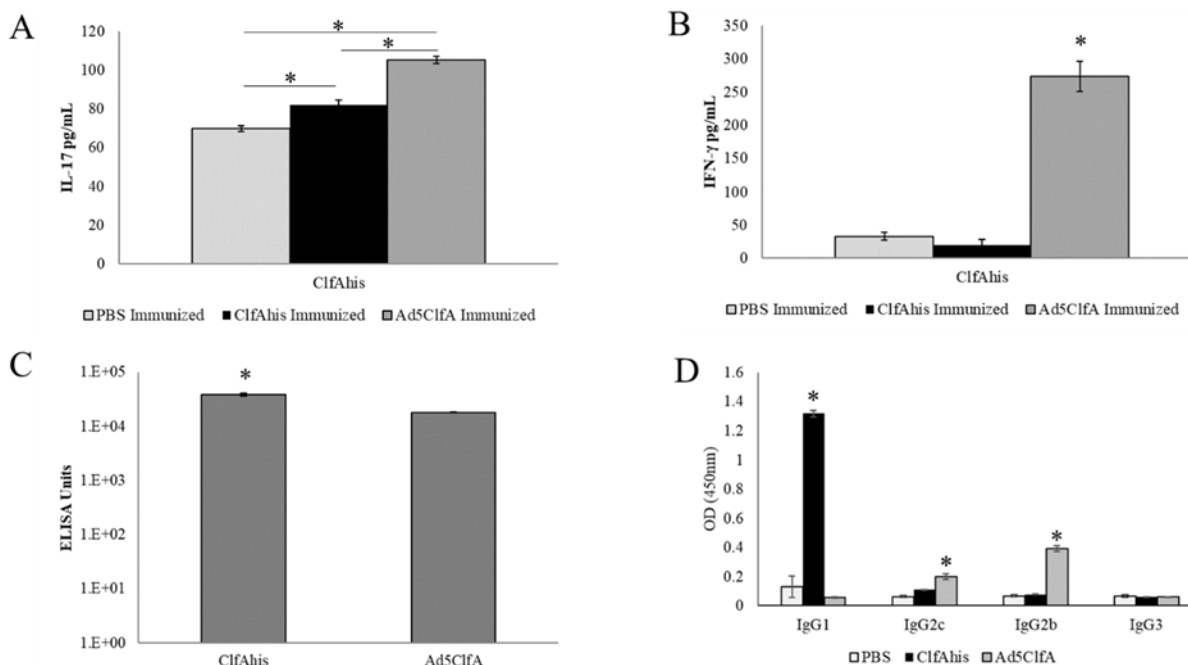 A
120
100
80
60
40
20
0
IL-17 pg/mL
* * *
ClfAhis
PBS Immunized ClfAhis Immunized Ad5ClfA Immunized
B
350
300
250
200
150
100
50
0
IFN-γ pg/mL
*
ClfAhis
PBS Immunized ClfAhis Immunized Ad5ClfA Immunized
C
1.E+05
1.E+04
1.E+03
1.E+02
1.E+01
1.E+00
ELISA Units
*
ClfAhis Ad5ClfA
D
1.6
1.4
1.2
1
0.8
0.6
0.4
0.2
0
OD (450nm)
* * *
IgG1 IgG2c IgG2b IgG3
PBS ClfAhis Ad5ClfA